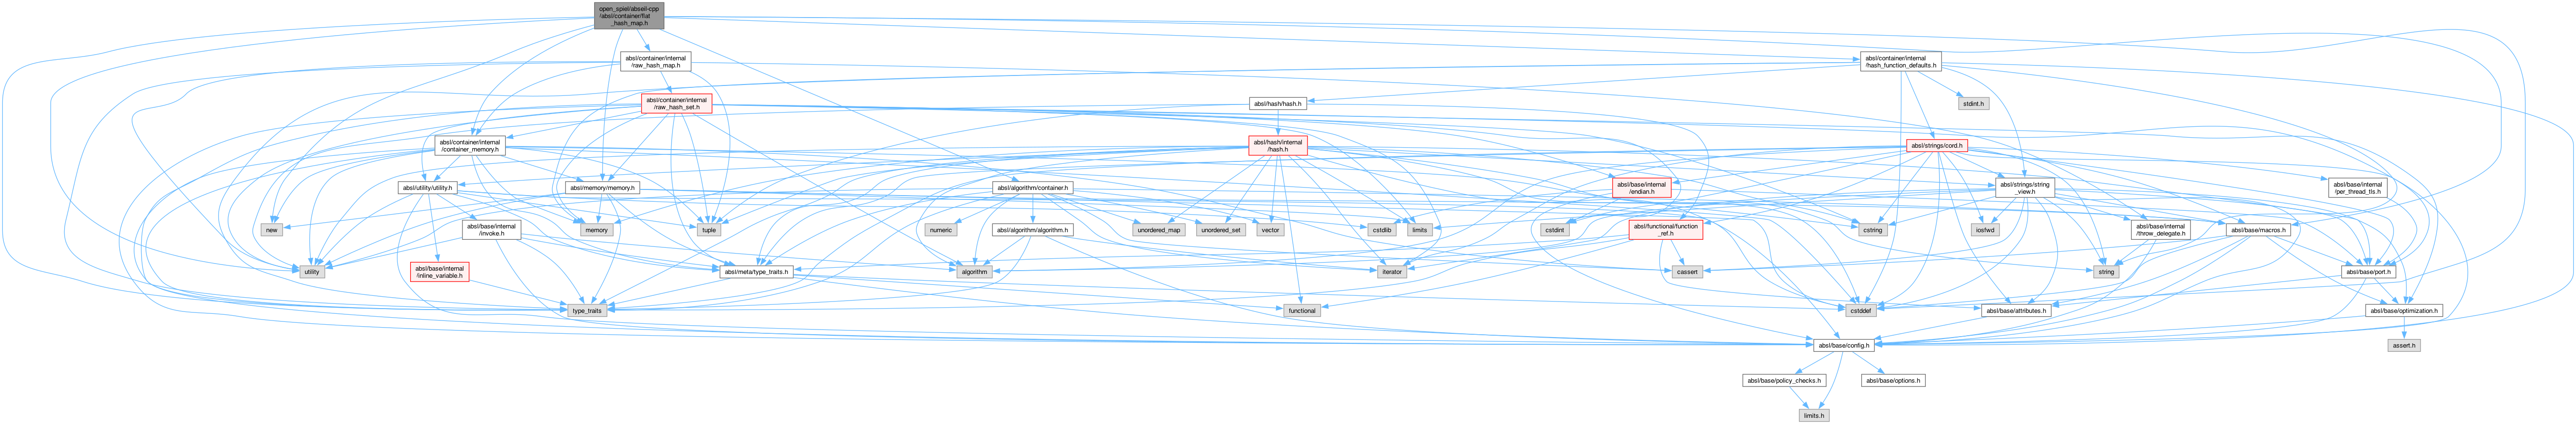 open_spiel/abseil-cpp
/absl/container/flat
_hash_map.h
absl/container/internal
/raw_hash_map.h
absl/container/internal
/hash_function_defaults.h
absl/container/internal
/raw_hash_set.h
absl/hash/hash.h
stdint.h
absl/container/internal
/container_memory.h
absl/hash/internal
/hash.h
absl/strings/cord.h
absl/utility/utility.h
absl/memory/memory.h
absl/algorithm/container.h
absl/base/internal
/endian.h
absl/strings/string
_view.h
absl/base/internal
/per_thread_tls.h
new
absl/base/internal
/invoke.h
memory
tuple
numeric
absl/algorithm/algorithm.h
unordered_map
unordered_set
vector
cstdlib
limits
cstdint
absl/functional/function
_ref.h
cstring
iosfwd
absl/base/internal
/throw_delegate.h
absl/base/macros.h
utility
absl/base/internal
/inline_variable.h
absl/meta/type_traits.h
algorithm
iterator
cassert
string
absl/base/port.h
type_traits
functional
cstddef
absl/base/attributes.h
absl/base/optimization.h
absl/base/config.h
assert.h
absl/base/policy_checks.h
absl/base/options.h
limits.h